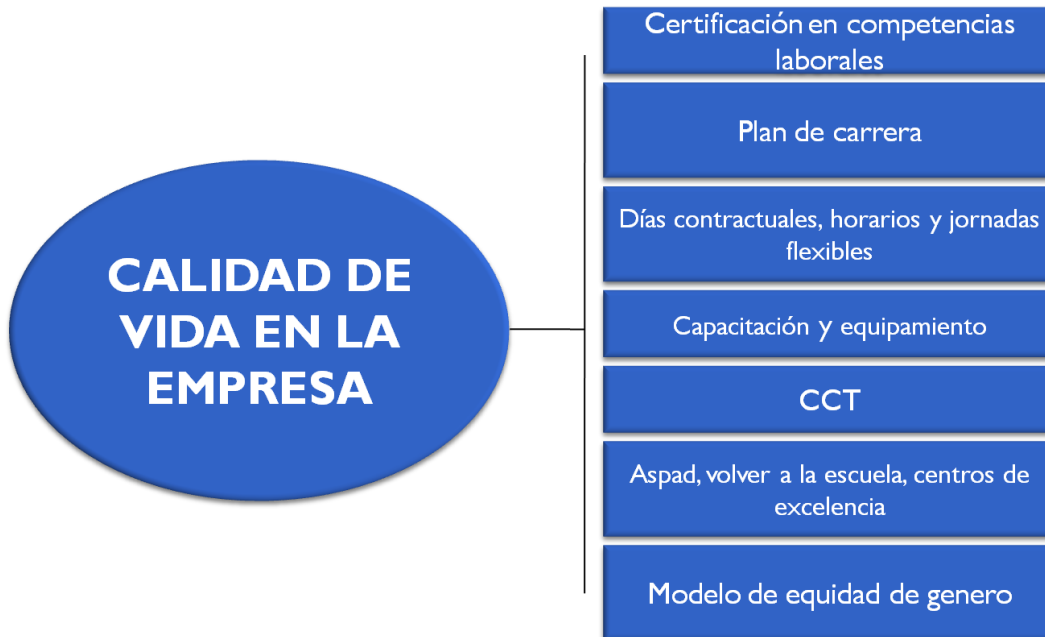 CALIDAD DE
VIDA EN LA
EMPRESA
Certificación en competencias
laborales
Plan de carrera
Días contractuales, horarios y jornadas
flexibles
Capacitación y equipamiento
CCT
Aspad, volver a la escuela, centros de
excelencia
Modelo de equidad de genero